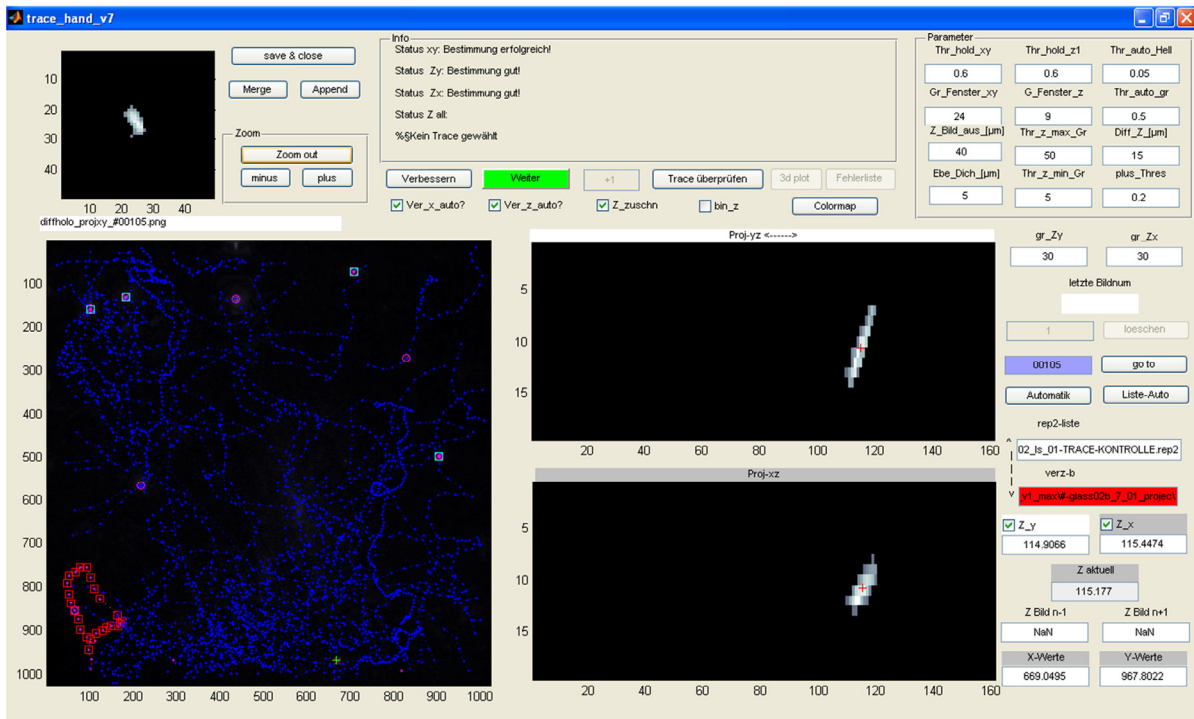 trace_hand_v7
10
20
30
40
10 20 30 40
diffholo_projxy_#00105.png
save & close
Merge Append
Zoom
Zoom out
minus plus
Info
Status xy: Bestimmung erfolgreich!
Status Zy: Bestimmung gut!
Status Zx: Bestimmung gut!
Status Z all:
%§Kein Trace gewählt
Verbessern Weiter +1 Trace überprüfen 3d plot Fehlerliste
Ver_x_auto? Ver_z_auto? Z_zuschn bin_z Colormap
Parameter
Thr_hold_xy Thr_hold_z1 Thr_auto_Hell
0.6 0.6 0.05
Gr_Fenster_xy G_Fenster_z Thr_auto_gr
24 9 0.5
Z_Bild_aus_[µm] Thr_z_max_Gr Diff_Z_[µm]
40 50 15
Ebe_Dich_[µm] Thr_z_min_Gr plus_Thres
5 5 0.2
100
200
300
400
500
600
700
800
900
1000
100 200 300 400 500 600 700 800 900 1000
Proj-yz <------>
5
10
15
20 40 60 80 100 120 140 160
Proj-xz
5
10
15
20 40 60 80 100 120 140 160
gr_Zy gr_Zx
30 30
letzte Bildnum
1 loeschen
00105 go to
Automatik Liste-Auto
rep2-liste
02_ls_01-TRACE-KONTROLLE.rep2
verz-b
_v1_max\#-glass02b_7_01_projec\
Z_y Z_x
114.9066 115.4474
Z aktuell
115.177
Z Bild n-1 Z Bild n+1
NaN NaN
X-Werte Y-Werte
669.0495 967.8022